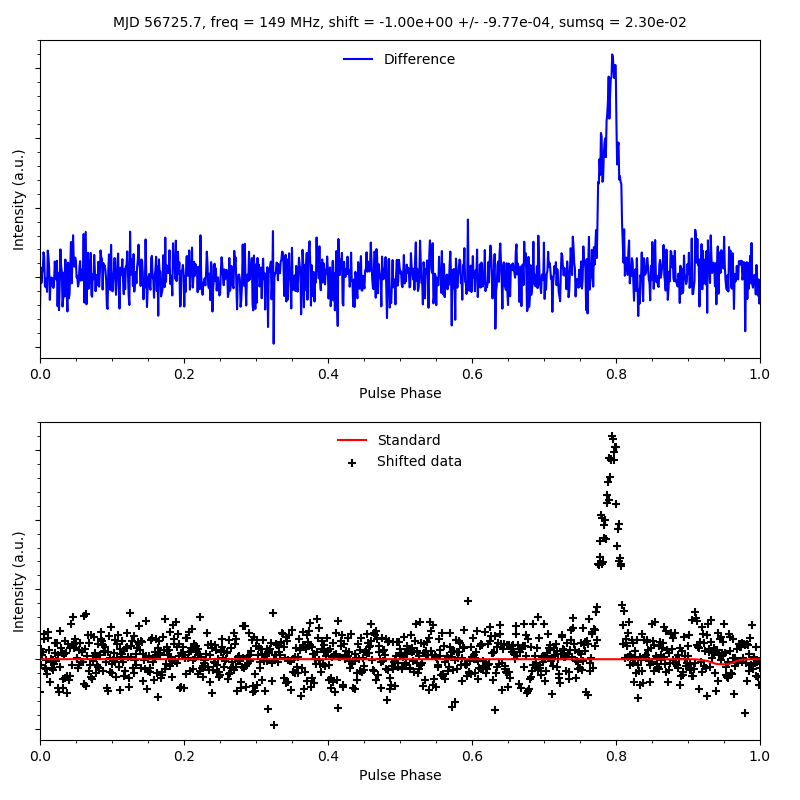 MJD 56725.7, freq = 149 MHz, shift = -1.00e+00 +/- -9.77e-04, sumsq = 2.30e-02
Difference
Intensity (a.u.)
0.0 0.2 0.4 0.6 0.8 1.0
Pulse Phase
Standard
Shifted data
Intensity (a.u.)
0.0 0.2 0.4 0.6 0.8 1.0
Pulse Phase